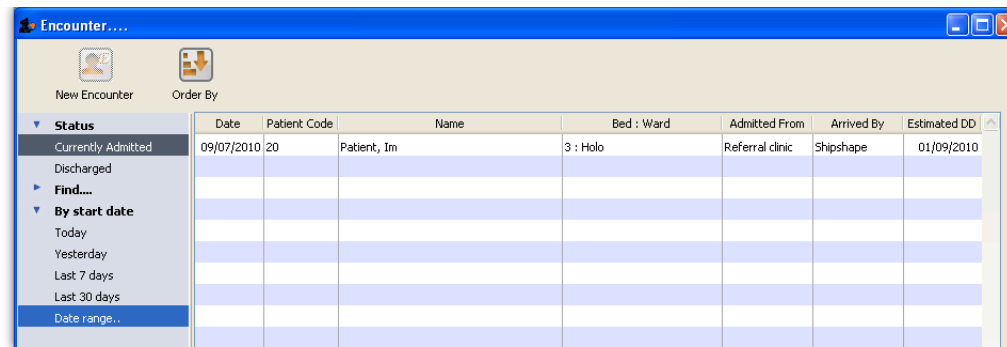 Encounter....
New Encounter Order By
Status
Currently Admitted
Discharged
Find....
By start date
Today
Yesterday
Last 7 days
Last 30 days
Date range..
Date Patient Code Name Bed : Ward Admitted From Arrived By Estimated DD
09/07/2010 20 Patient, Im 3 : Holo Referral clinic Shipshape 01/09/2010